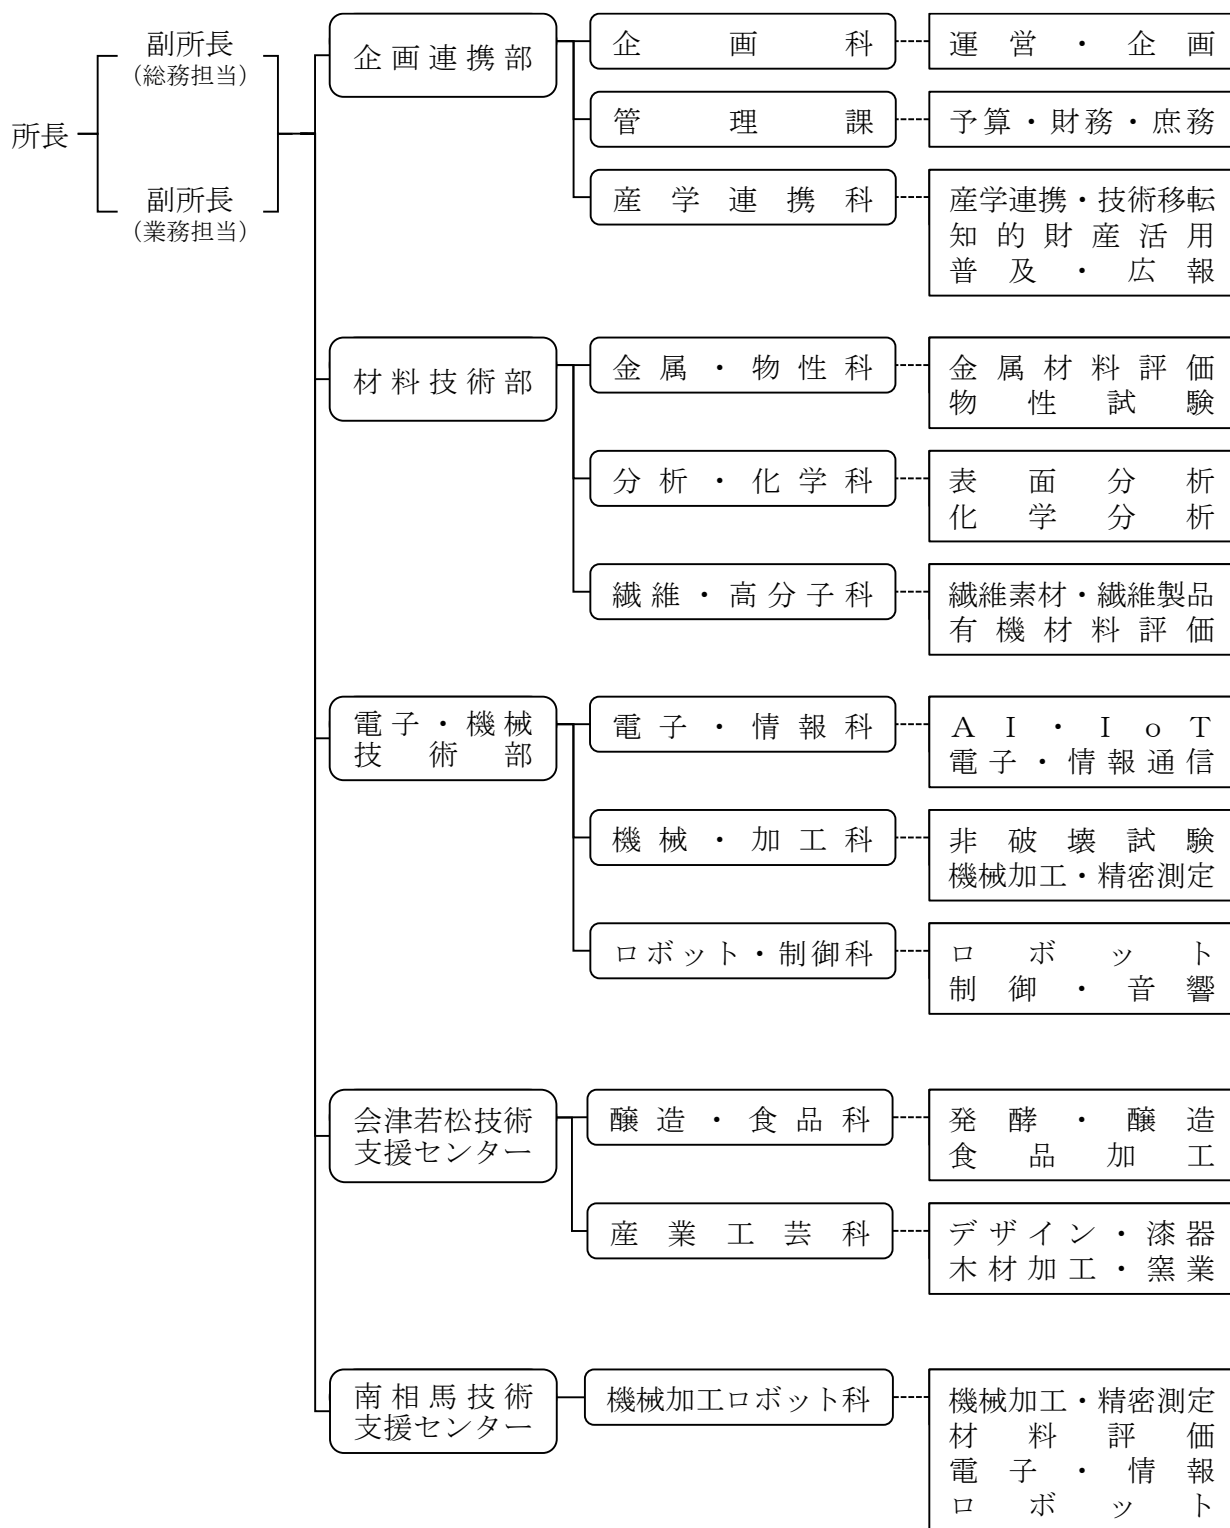 所長
副所長
(総務担当)
副所長
(業務担当)
企画連携部
企画科
運営・企画
管理課
予算・財務・庶務
産学連携科
産学連携・技術移転
知的財産活用
普及・広報
材料技術部
金属・物性科
金属材料評価
物性試験
分析・化学科
表面分析
化学分析
繊維・高分子科
繊維素材・繊維製品
有機材料評価
電子・機械
技術部
電子・情報科
AI・IoT
電子・情報通信
機械・加工科
非破壊試験
機械加工・精密測定
ロボット・制御科
ロボット
制御・音響
会津若松技術
支援センター
醸造・食品科
発酵・醸造
食品加工
産業工芸科
デザイン・漆器
木材加工・窯業
南相馬技術
支援センター
機械加工ロボット科
機械加工・精密測定
材料評価
電子・情報
ロボット